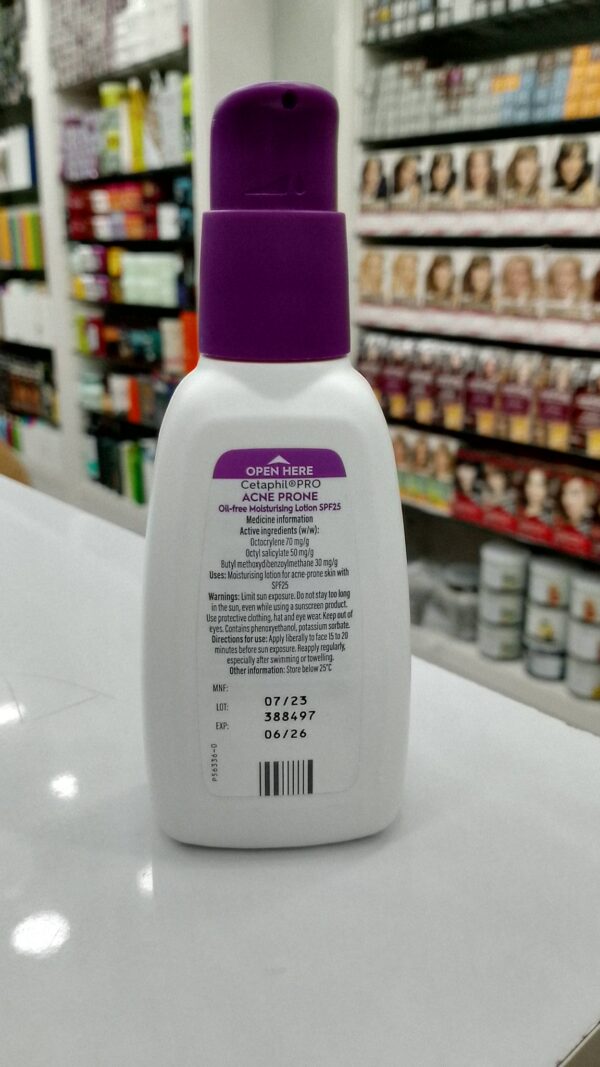 OPEN HERE
Cetaphil®PRO
ACNE PRONE
Oil-free Moisturising Lotion SPF25
Medicine information
Active ingredients (w/w):
Octocrylene 70 mg/g
Octyl salicylate 50 mg/g
Butyl methoxydibenzoylmethane 30 mg/g
Uses: Moisturising lotion for acne-prone skin with
SPF25
Warnings: Limit sun exposure. Do not stay too long
in the sun, even while using a sunscreen product.
Use protective clothing, hat and eye wear. Keep out of
eyes. Contains phenoxyethanol, potassium sorbate.
Directions for use: Apply liberally to face 15 to 20
minutes before sun exposure. Reapply regularly,
especially after swimming or towelling.
Other information: Store below 25°C
MNF: 07/23
LOT: 388497
EXP: 06/26
P56336-0